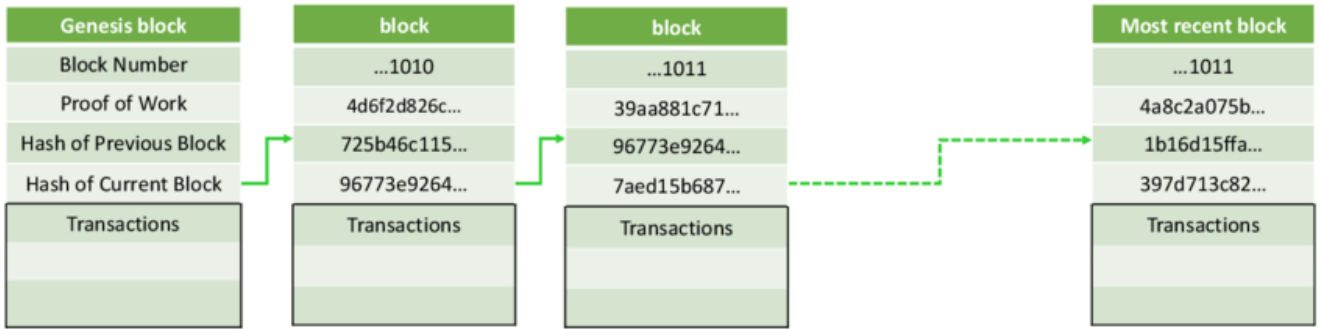 Genesis block
Block Number
Proof of Work
Hash of Previous Block
Hash of Current Block
Transactions
block
...1010
4d6f2d826c...
725b46c115...
96773e9264...
Transactions
block
...1011
39aa881c71...
96773e9264...
7aed15b687...
Transactions
Most recent block
...1011
4a8c2a075b...
1b16d15ffa...
397d713c82...
Transactions